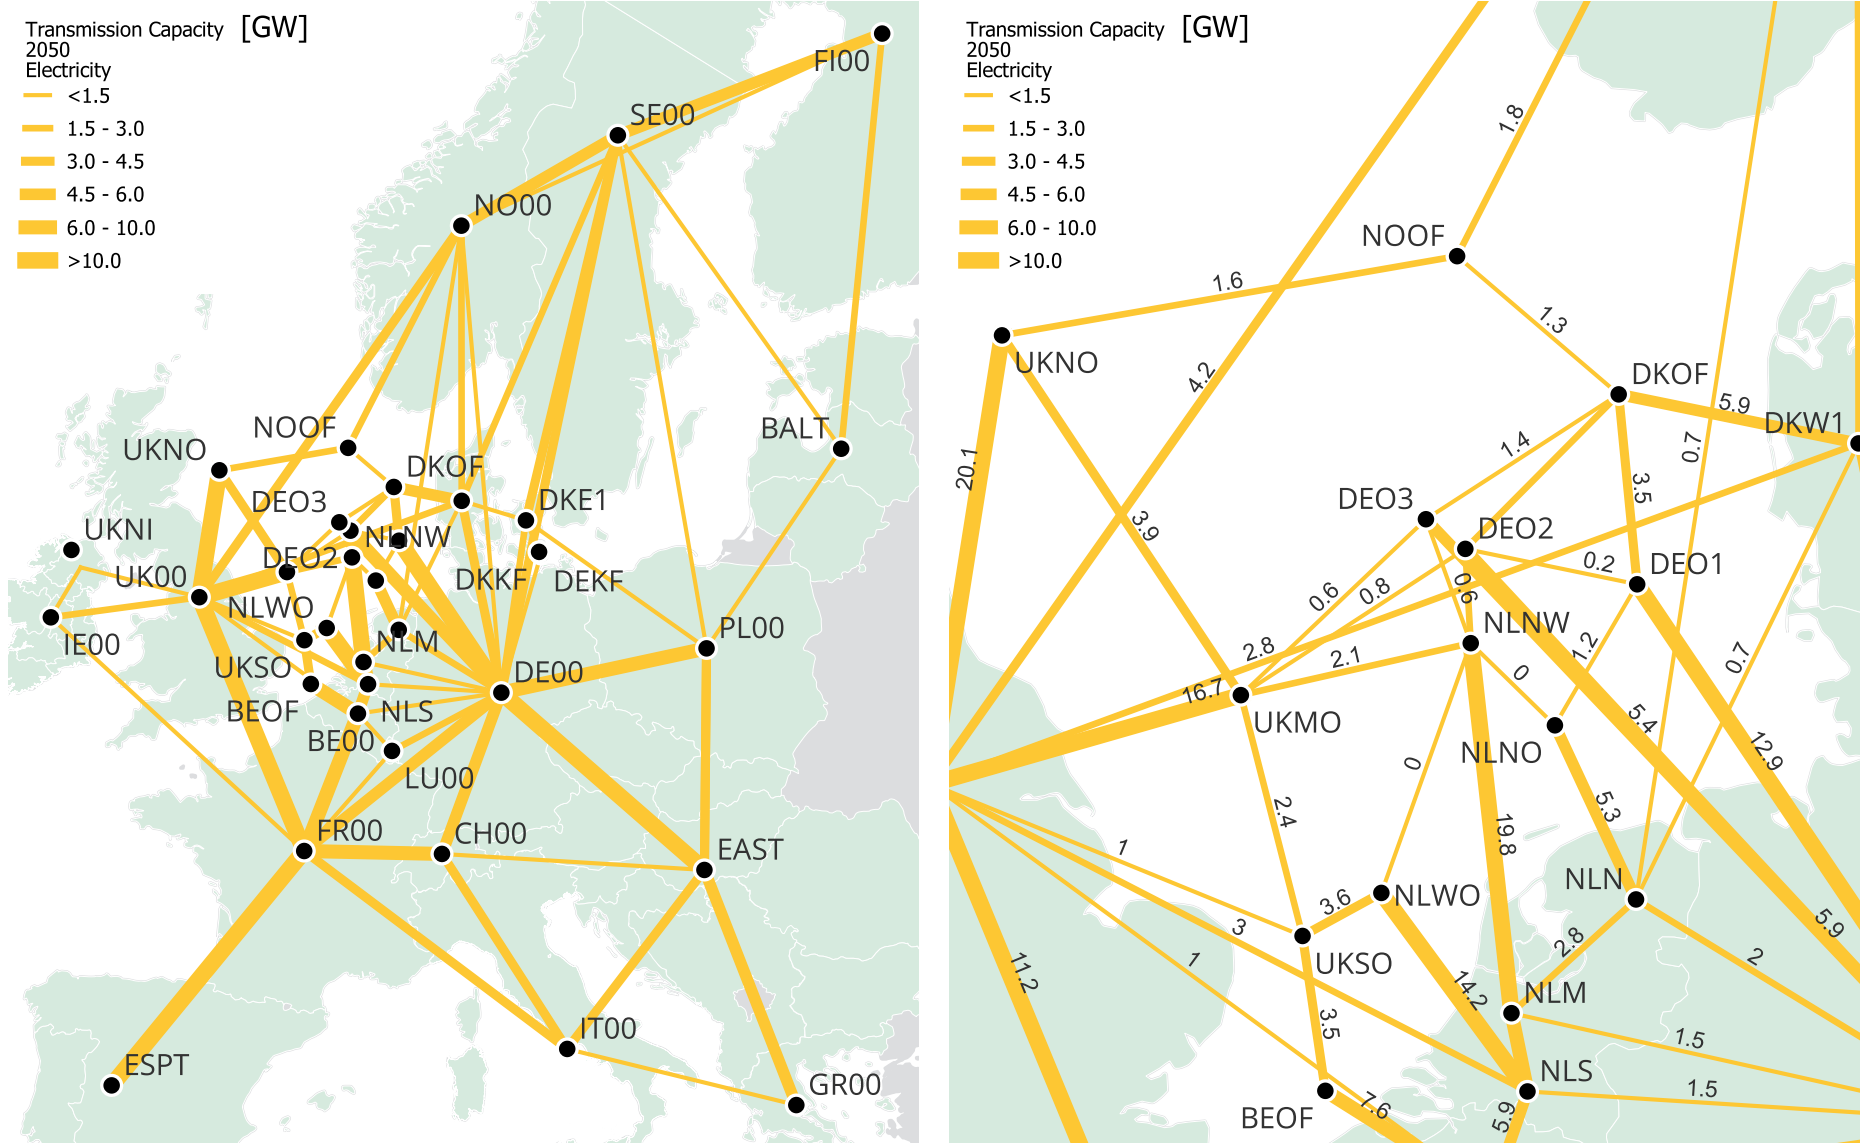 Transmission Capacity [GW]
2050
Electricity
<1.5
1.5 - 3.0
3.0 - 4.5
4.5 - 6.0
6.0 - 10.0
>10.0
FI00
SE00
NO00
NOOF
BALT
UKNO
DKOF
DEO3
DKE1
UKNI
NLNW
DEO2
UK00
DKKF
DEKF
NLWO
NLM
PL00
IE00
UKSO
DE00
BEOF
NLS
BE00
LU00
FR00
CH00
EAST
IT00
ESPT
GR00
Transmission Capacity [GW]
2050
Electricity
<1.5
1.5 - 3.0
3.0 - 4.5
4.5 - 6.0
6.0 - 10.0
>10.0
1.8
NOOF
1.6
1.3
UKNO
4.2
DKOF
5.9
DKW1
1.4
0.7
20.1
3.5
DEO3
3.9
DEO2
0.2
DEO1
0.6
0.8
0.6
NLNW
1.2
2.8
2.1
0
0.7
16.7
UKMO
5.4
NLNO
12.9
0
5.3
2.4
19.8
1
NLN
NLWO
3.6
3
5.9
2.8
2
1
UKSO
11.2
14.2
NLM
3.5
1.5
NLS
1.5
7.6
BEOF
5.9